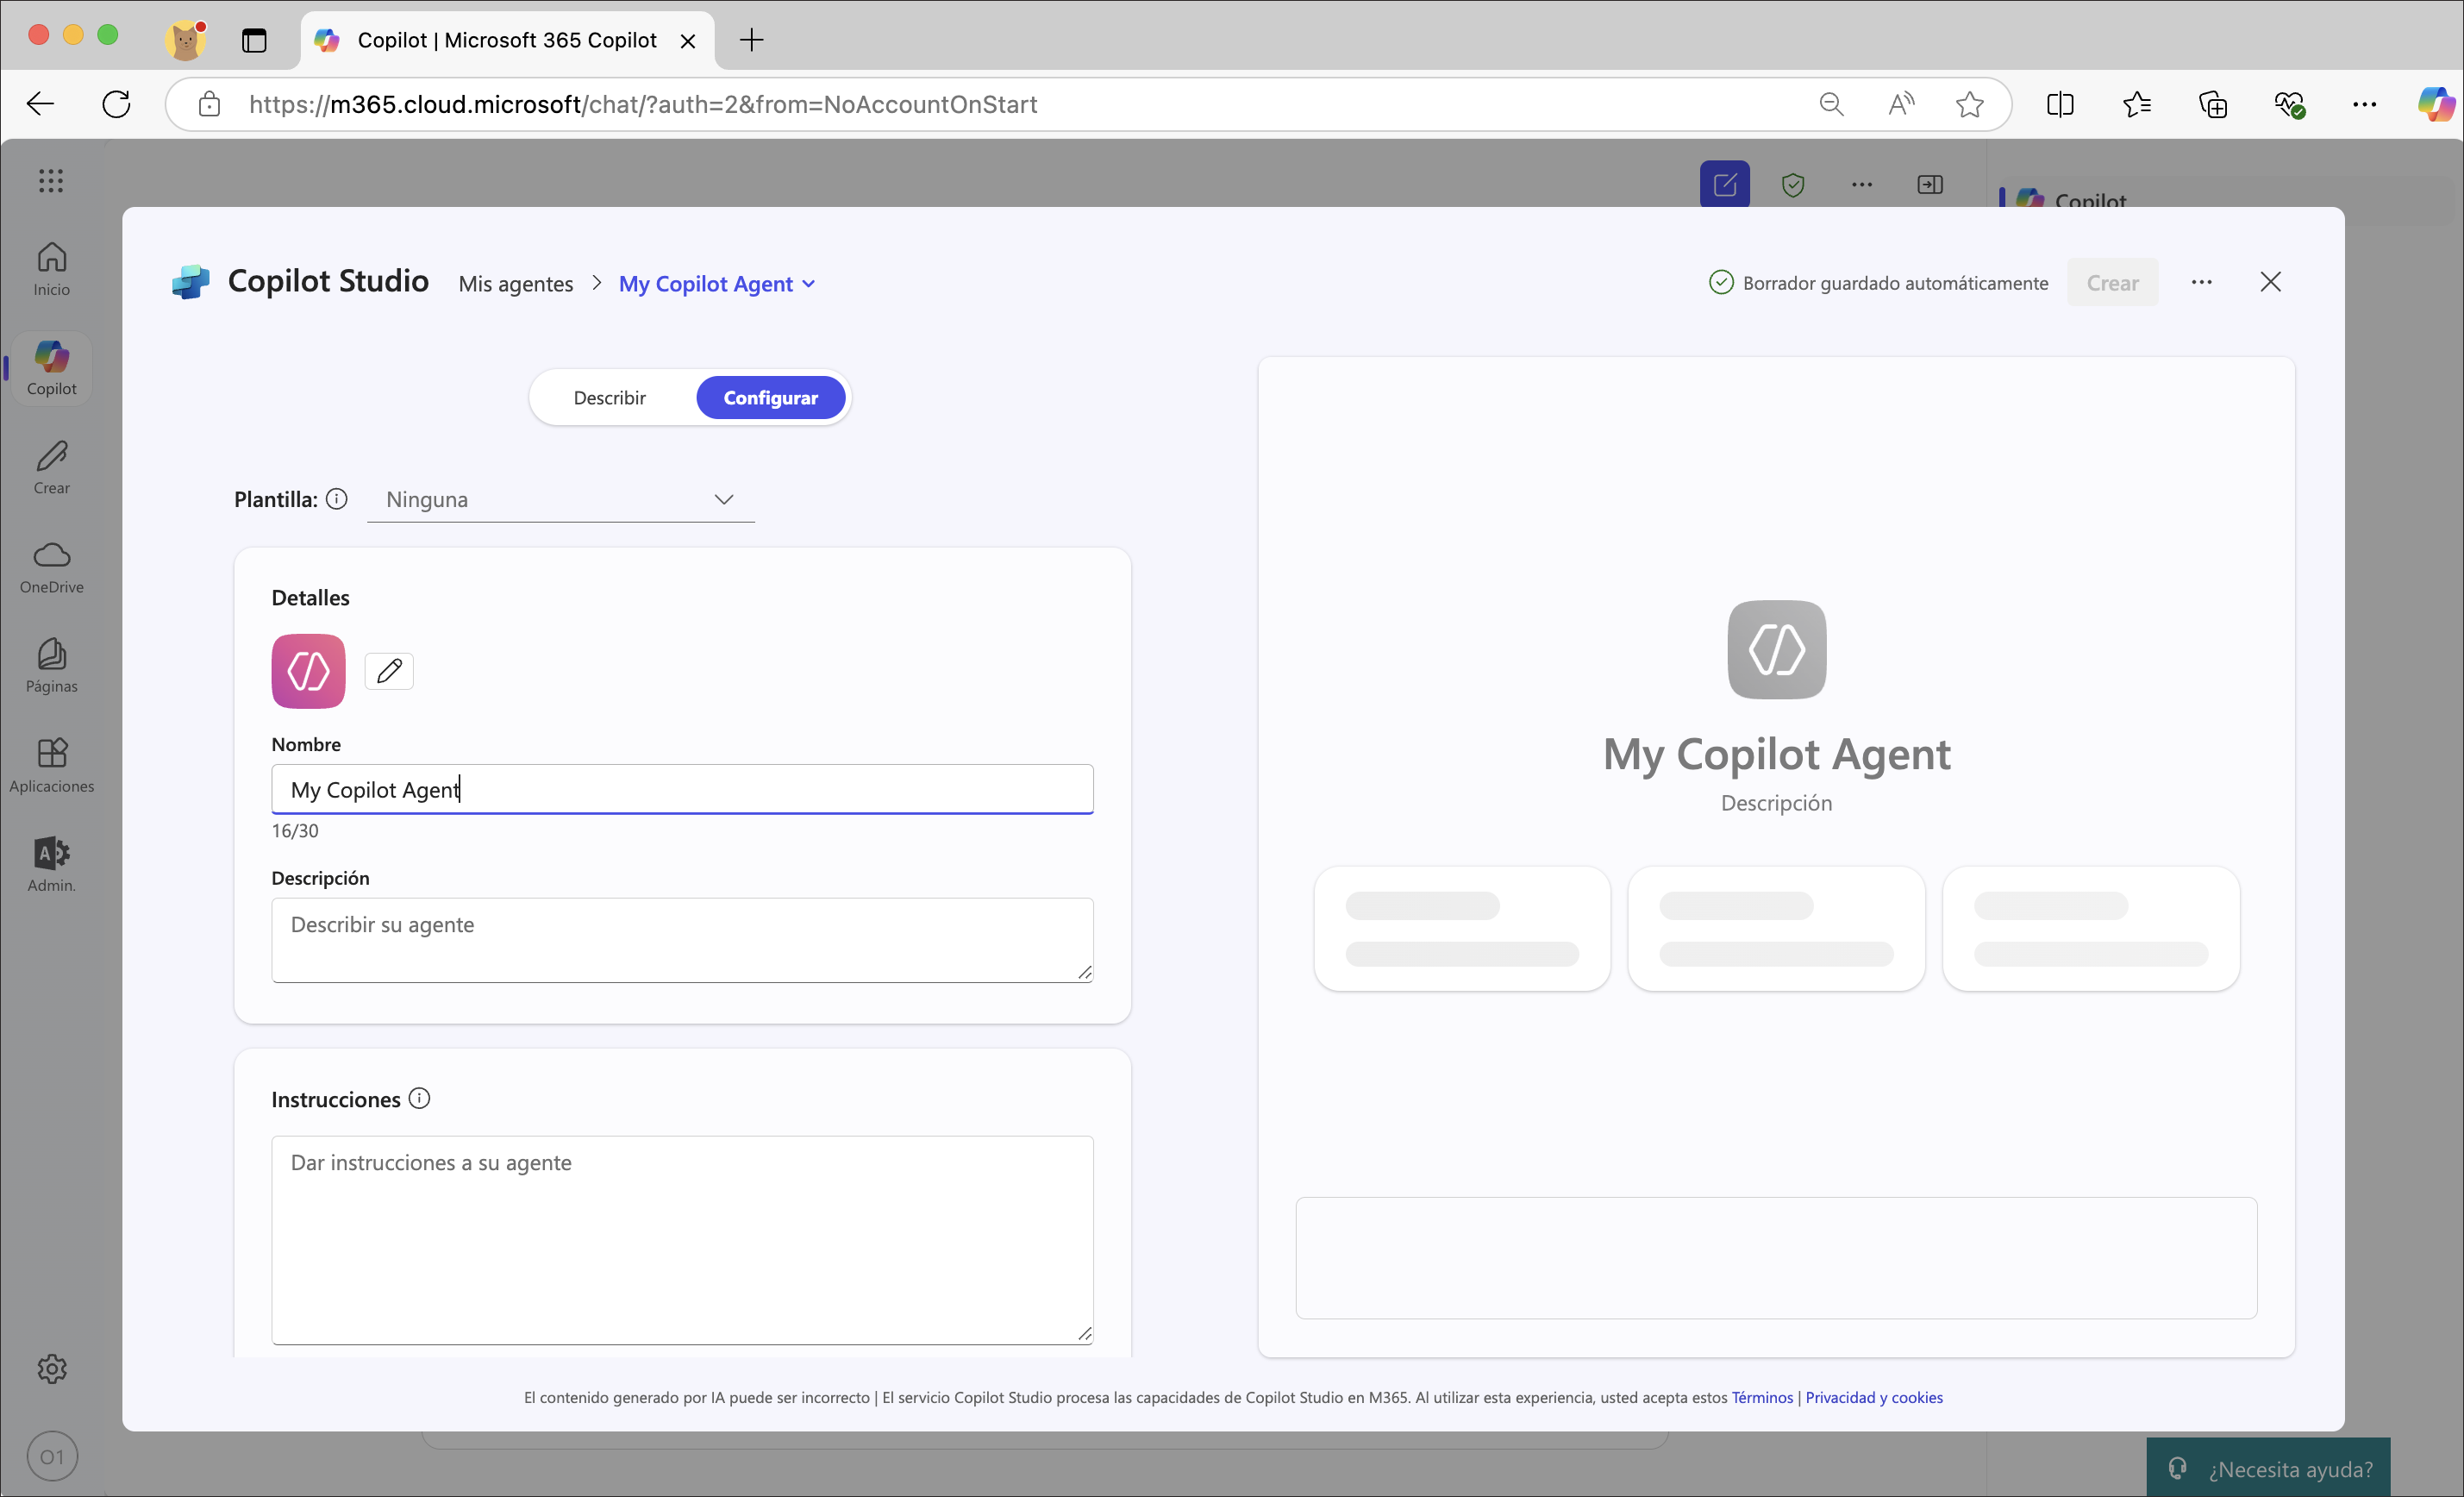 Copilot | Microsoft 365 Copilot
https://m365.cloud.microsoft/chat/?auth=2&from=NoAccountOnStart
Copilot
Inicio
Copilot
Crear
OneDrive
Páginas
Aplicaciones
Admin.
O1
Copilot Studio
Mis agentes > My Copilot Agent
Borrador guardado automáticamente
Crear
Describir
Configurar
Plantilla:
Ninguna
Detalles
Nombre
My Copilot Agent
16/30
Descripción
Describir su agente
Instrucciones
Dar instrucciones a su agente
My Copilot Agent
Descripción
El contenido generado por IA puede ser incorrecto | El servicio Copilot Studio procesa las capacidades de Copilot Studio en M365. Al utilizar esta experiencia, usted acepta estos Términos | Privacidad y cookies
¿Necesita ayuda?